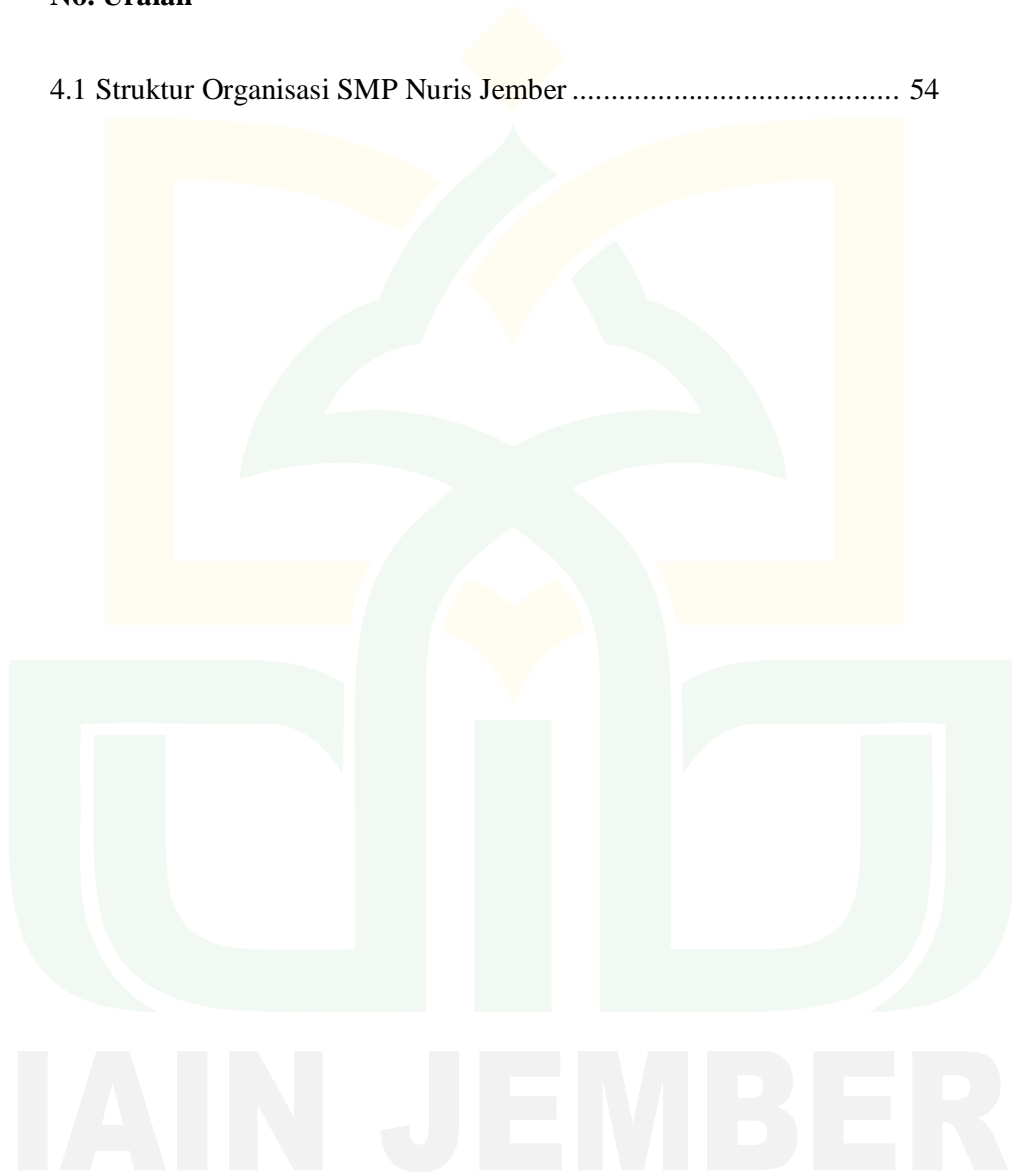 No. Uraian
4.1 Struktur Organisasi SMP Nuris Jember ........................................... 54
IAIN JEMBER